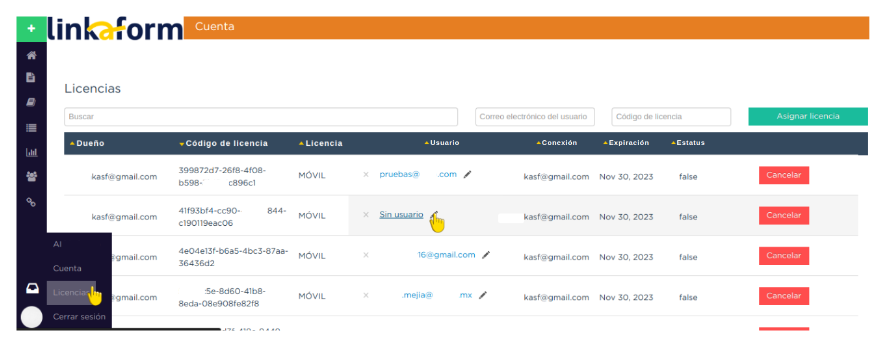 +
linkaform Cuenta
Licencias
Buscar Correo electrónico del usuario Código de licencia Asignar licencia
Dueño Código de licencia Licencia Usuario Conexión Expiración Estatus
kasf@gmail.com 399872d7-26f8-4f08- MÓVIL × pruebas@ .com kasf@gmail.com Nov 30, 2023 false Cancelar
b598- c896c1
kasf@gmail.com 41f93bf4-cc90- 844- MÓVIL × Sin usuario kasf@gmail.com Nov 30, 2023 false Cancelar
c190119eac06
AI
@gmail.com 4e04e13f-b6a5-4bc3-87aa- MÓVIL × 16@gmail.com kasf@gmail.com Nov 30, 2023 false Cancelar
36436d2
Cuenta
Licencias @gmail.com 5e-8d60-41b8- MÓVIL × .mejia@ mx kasf@gmail.com Nov 30, 2023 false Cancelar
8eda-08e908fe82f8
Cerrar sesión